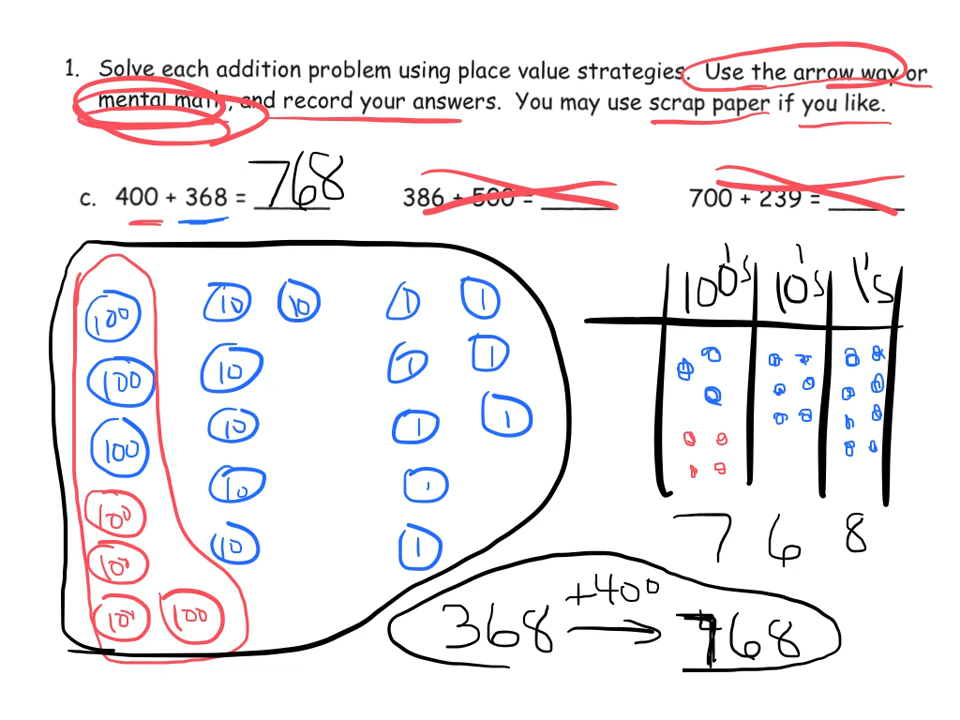 1. Solve each addition problem using place value strategies. Use the arrow way or
mental math, and record your answers. You may use scrap paper if you like.
c. 400 + 368 = 768 386 + 500 = ______ 700 + 239 = ______
100's 10's 1's
100 10 10 1 1
100 10 1 1
100 10 1 1
100 10 1
100 10 1
100 100
7 6 8
+400
368 → 768